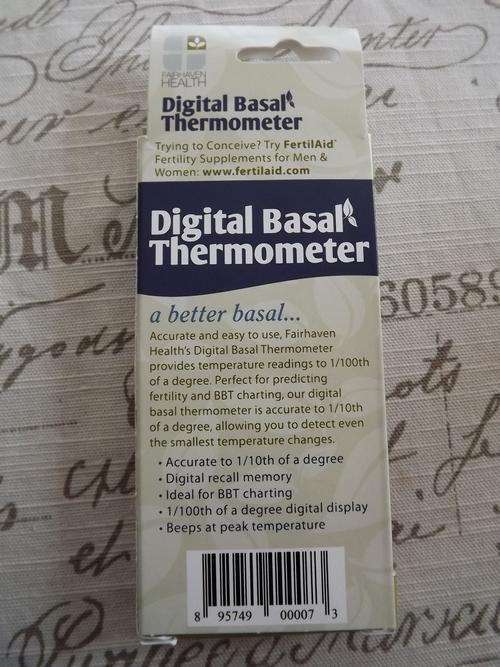 FAIRHAVEN
HEALTH
Digital Basal
Thermometer
Trying to Conceive? Try FertilAid™
Fertility Supplements for Men &
Women: www.fertilaid.com
Digital Basal
Thermometer
a better basal...
Accurate and easy to use, Fairhaven
Health's Digital Basal Thermometer
provides temperature readings to 1/100th
of a degree. Perfect for predicting
fertility and BBT charting, our digital
basal thermometer is accurate to 1/10th
of a degree, allowing you to detect even
the smallest temperature changes.
• Accurate to 1/10th of a degree
• Digital recall memory
• Ideal for BBT charting
• 1/100th of a degree digital display
• Beeps at peak temperature
8 95749 00007 3